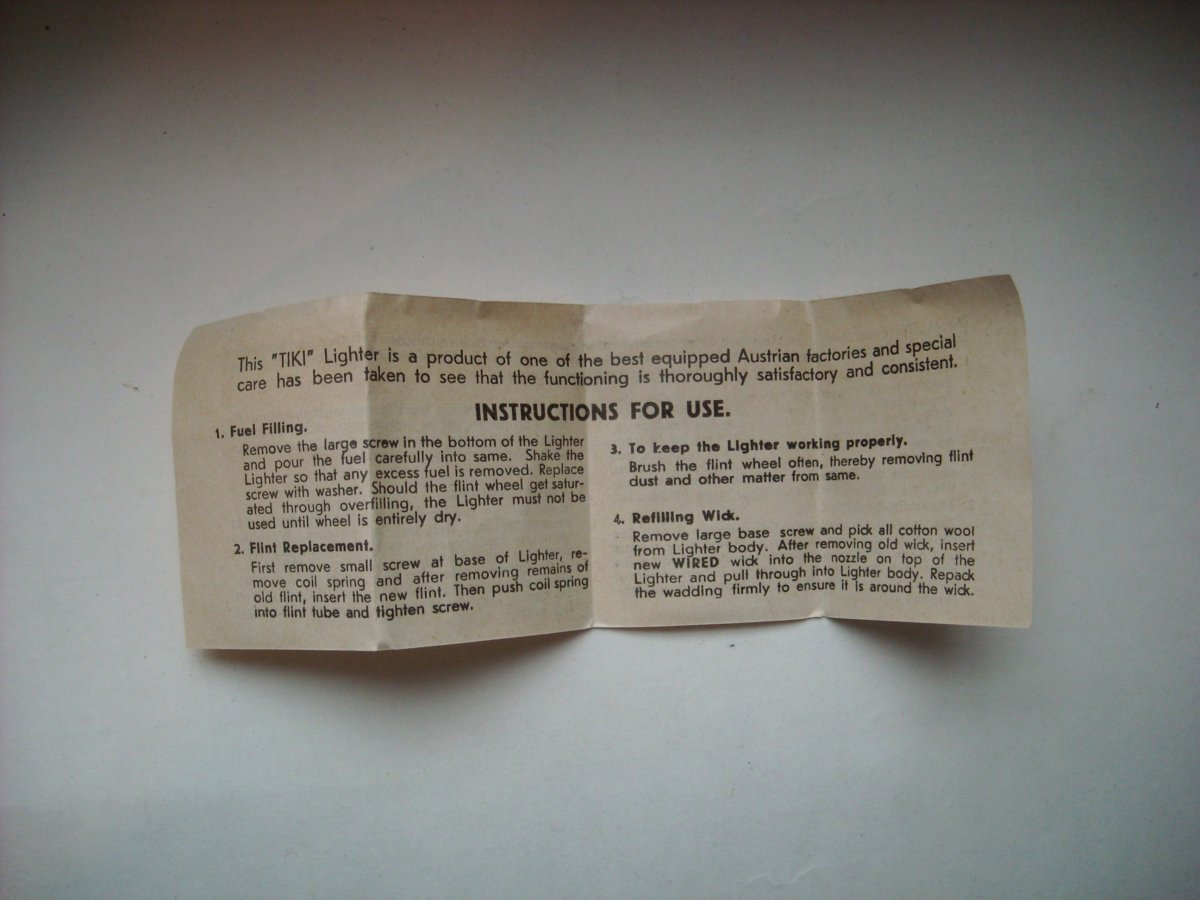 This "TIKI" Lighter is a product of one of the best equipped Austrian factories and special
care has been taken to see that the functioning is thoroughly satisfactory and consistent.
INSTRUCTIONS FOR USE.
1. Fuel Filling.
Remove the large screw in the bottom of the Lighter
and pour the fuel carefully into same. Shake the
Lighter so that any excess fuel is removed. Replace
screw with washer. Should the flint wheel get satur-
ated through overfilling, the Lighter must not be
used until wheel is entirely dry.
2. Flint Replacement.
First remove small screw at base of Lighter, re-
move coil spring and after removing remains of
old flint, insert the new flint. Then push coil spring
into flint tube and tighten screw.
3. To keep the Lighter working properly.
Brush the flint wheel often, thereby removing flint
dust and other matter from same.
4. Refilling Wick.
Remove large base screw and pick all cotton wool
from Lighter body. After removing old wick, insert
new WIRED wick into the nozzle on top of the
Lighter and pull through into Lighter body. Repack
the wadding firmly to ensure it is around the wick.